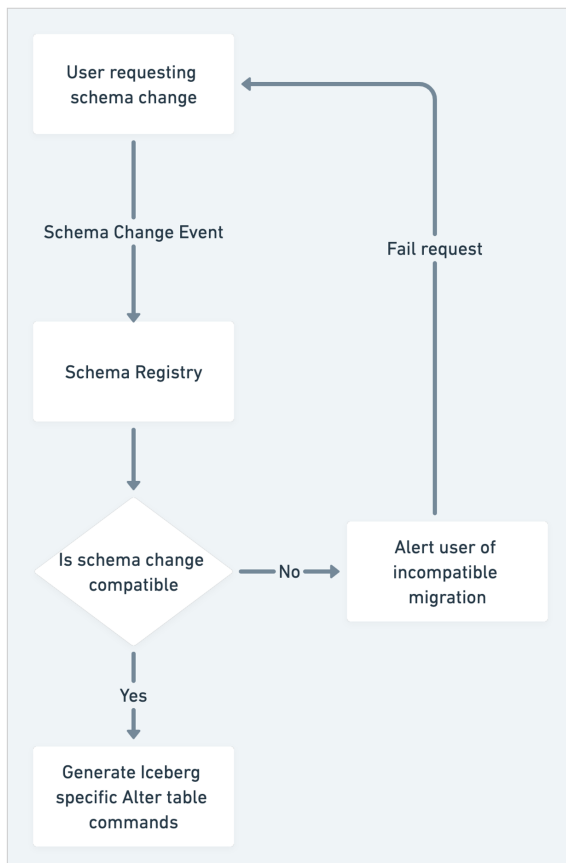 User requesting
schema change
Schema Change Event
Fail request
Schema Registry
Is schema change
compatible
No
Alert user of
incompatible
migration
Yes
Generate Iceberg
specific Alter table
commands